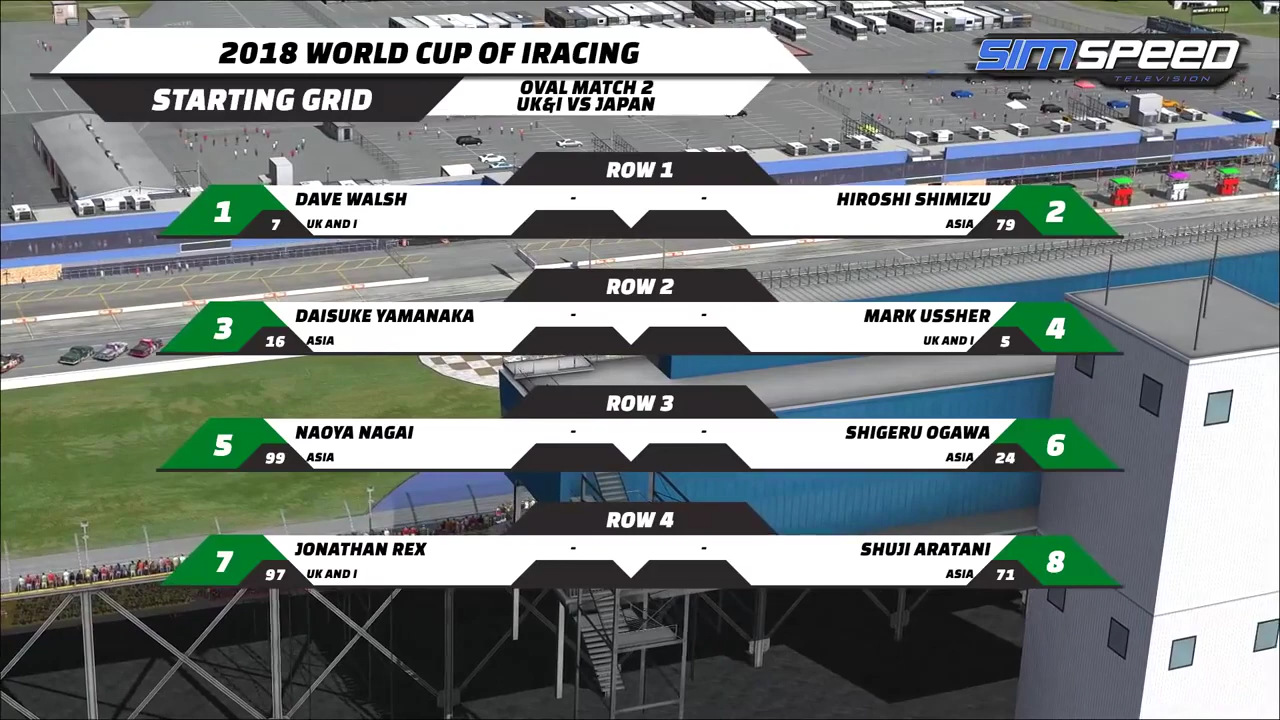 2018 WORLD CUP OF IRACING
SIMSPEED
TELEVISION
STARTING GRID
OVAL MATCH 2
UK&I VS JAPAN
ROW 1
1 DAVE WALSH - - HIROSHI SHIMIZU 2
7 UK AND I ASIA 79
ROW 2
3 DAISUKE YAMANAKA - - MARK USSHER 4
16 ASIA UK AND I 5
ROW 3
5 NAOYA NAGAI - - SHIGERU OGAWA 6
99 ASIA ASIA 24
ROW 4
7 JONATHAN REX - - SHUJI ARATANI 8
97 UK AND I ASIA 71